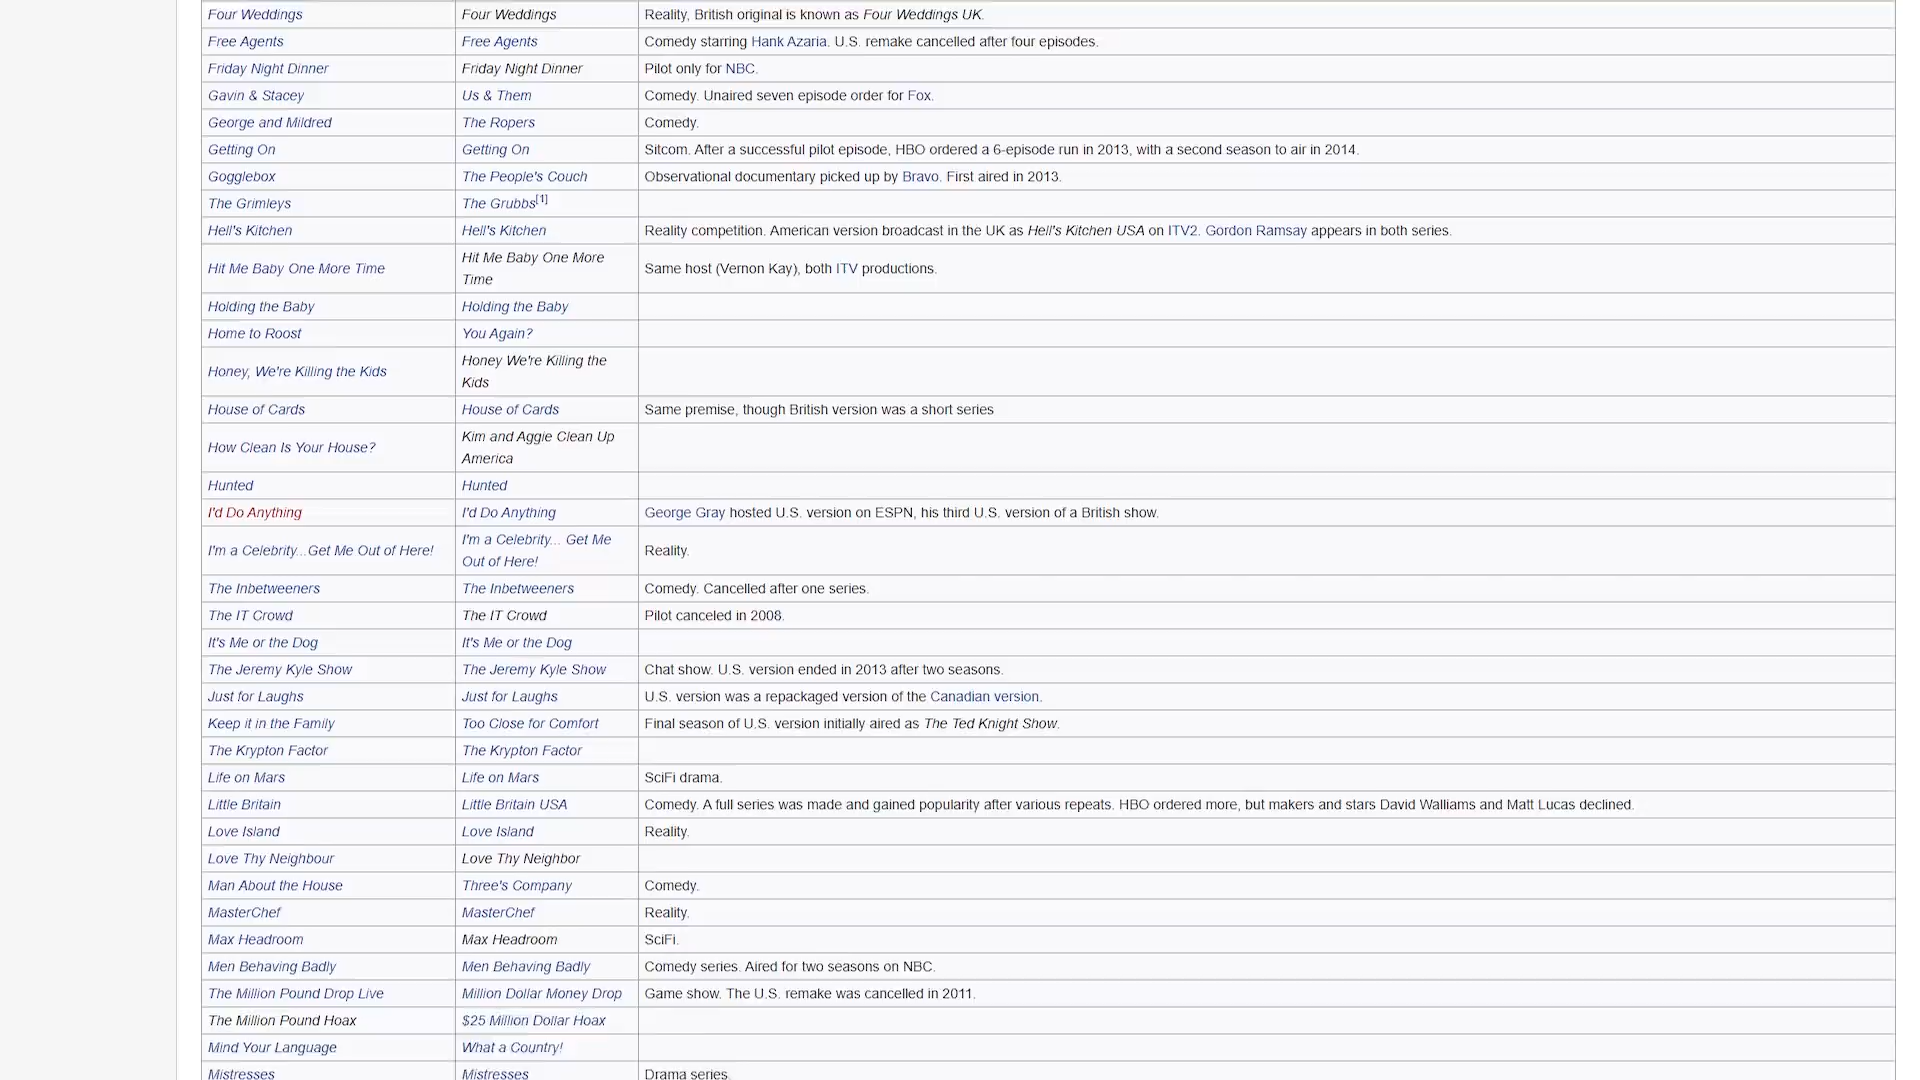 Four Weddings Four Weddings Reality, British original is known as Four Weddings UK.
Free Agents Free Agents Comedy starring Hank Azaria. U.S. remake cancelled after four episodes.
Friday Night Dinner Friday Night Dinner Pilot only for NBC.
Gavin & Stacey Us & Them Comedy. Unaired seven episode order for Fox.
George and Mildred The Ropers Comedy.
Getting On Getting On Sitcom. After a successful pilot episode, HBO ordered a 6-episode run in 2013, with a second season to air in 2014.
Gogglebox The People's Couch Observational documentary picked up by Bravo. First aired in 2013.
The Grimleys The Grubbs[1]
Hell's Kitchen Hell's Kitchen Reality competition. American version broadcast in the UK as Hell's Kitchen USA on ITV2. Gordon Ramsay appears in both series.
Hit Me Baby One More Time Hit Me Baby One More
Time Same host (Vernon Kay), both ITV productions.
Holding the Baby Holding the Baby
Home to Roost You Again?
Honey, We're Killing the Kids Honey We're Killing the
Kids
House of Cards House of Cards Same premise, though British version was a short series
How Clean Is Your House? Kim and Aggie Clean Up
America
Hunted Hunted
I'd Do Anything I'd Do Anything George Gray hosted U.S. version on ESPN, his third U.S. version of a British show.
I'm a Celebrity...Get Me Out of Here! I'm a Celebrity... Get Me
Out of Here! Reality.
The Inbetweeners The Inbetweeners Comedy. Cancelled after one series.
The IT Crowd The IT Crowd Pilot canceled in 2008.
It's Me or the Dog It's Me or the Dog
The Jeremy Kyle Show The Jeremy Kyle Show Chat show. U.S. version ended in 2013 after two seasons.
Just for Laughs Just for Laughs U.S. version was a repackaged version of the Canadian version.
Keep it in the Family Too Close for Comfort Final season of U.S. version initially aired as The Ted Knight Show.
The Krypton Factor The Krypton Factor
Life on Mars Life on Mars SciFi drama.
Little Britain Little Britain USA Comedy. A full series was made and gained popularity after various repeats. HBO ordered more, but makers and stars David Walliams and Matt Lucas declined.
Love Island Love Island Reality.
Love Thy Neighbour Love Thy Neighbor
Man About the House Three's Company Comedy.
MasterChef MasterChef Reality.
Max Headroom Max Headroom SciFi.
Men Behaving Badly Men Behaving Badly Comedy series. Aired for two seasons on NBC.
The Million Pound Drop Live Million Dollar Money Drop Game show. The U.S. remake was cancelled in 2011.
The Million Pound Hoax $25 Million Dollar Hoax
Mind Your Language What a Country!
Mistresses Mistresses Drama series.